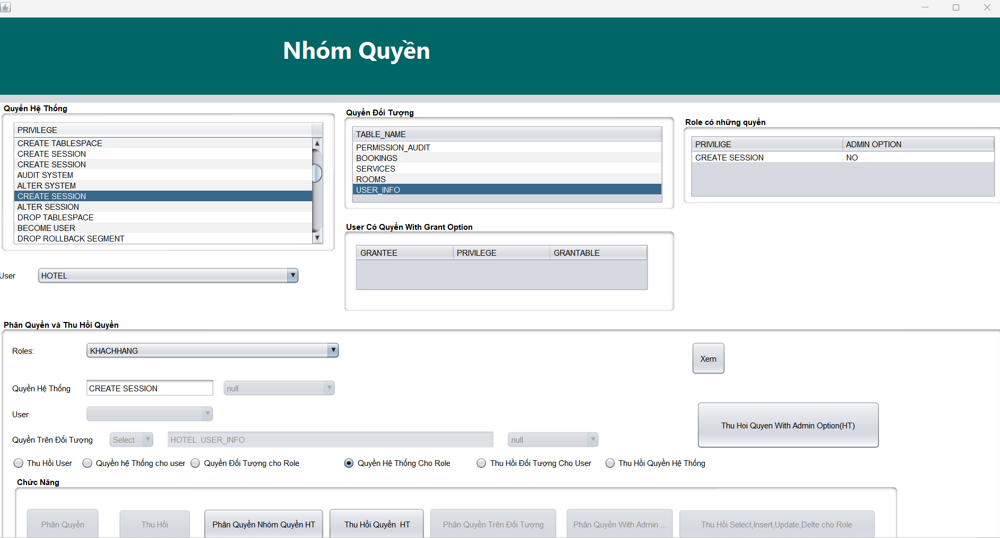 Nhóm Quyền
Quyền Hệ Thống
PRIVILEGE
CREATE TABLESPACE
CREATE SESSION
CREATE SESSION
AUDIT SYSTEM
ALTER SYSTEM
CREATE SESSION
ALTER SESSION
DROP TABLESPACE
BECOME USER
DROP ROLLBACK SEGMENT
Quyền Đối Tượng
TABLE_NAME
PERMISSION_AUDIT
BOOKINGS
SERVICES
ROOMS
USER_INFO
Role có những quyền
PRIVILIGE ADMIN OPTION
CREATE SESSION NO
User Có Quyền With Grant Option
GRANTEE PRIVILEGE GRANTABLE
User HOTEL
Phân Quyền và Thu Hồi Quyền
Roles: KHACHHANG
Xem
Quyền Hệ Thống CREATE SESSION null
User
Thu Hoi Quyen With Admin Option(HT)
Quyền Trên Đối Tượng Select HOTEL .USER_INFO null
Thu Hồi User Quyền hệ Thống cho user Quyền Đối Tượng cho Role Quyền Hệ Thống Cho Role Thu Hồi Đối Tượng Cho User Thu Hồi Quyền Hệ Thống
Chức Năng
Phân Quyền Thu Hồi Phân Quyền Nhóm Quyền HT Thu Hồi Quyền HT Phân Quyền Trên Đối Tượng Phân Quyền With Admin ... Thu Hồi Select,Insert,Update,Delte cho Role